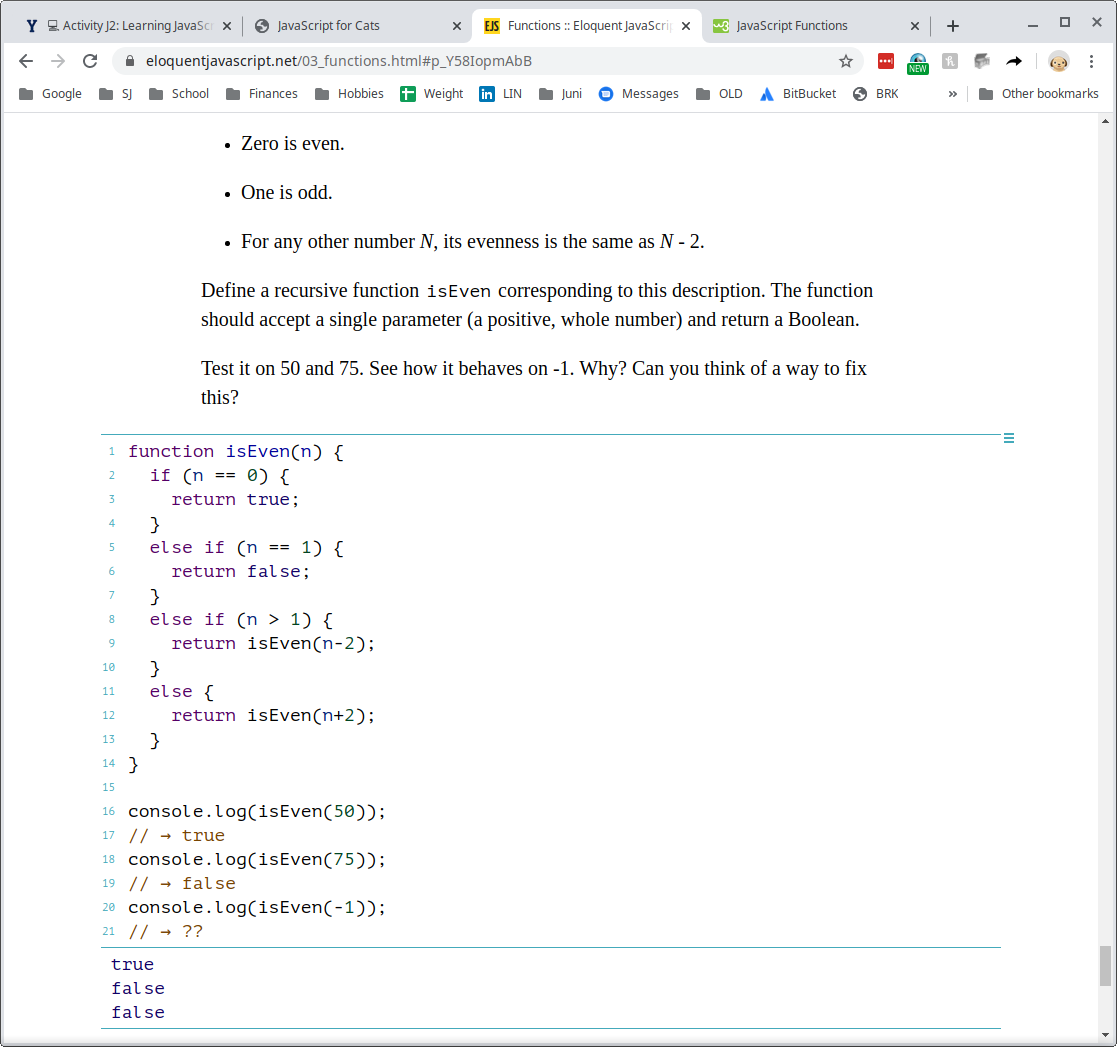 Y Activity J2: Learning JavaSc
JavaScript for Cats
EJS Functions :: Eloquent JavaScri
w3 JavaScript Functions
eloquentjavascript.net/03_functions.html#p_Y58IopmAbB
NEW
Google SJ School Finances Hobbies Weight in LIN Juni Messages OLD BitBucket BRK » Other bookmarks
• Zero is even.
• One is odd.
• For any other number N, its evenness is the same as N - 2.
Define a recursive function isEven corresponding to this description. The function
should accept a single parameter (a positive, whole number) and return a Boolean.
Test it on 50 and 75. See how it behaves on -1. Why? Can you think of a way to fix
this?
1 function isEven(n) {
2   if (n == 0) {
3     return true;
4   }
5   else if (n == 1) {
6     return false;
7   }
8   else if (n > 1) {
9     return isEven(n-2);
10   }
11   else {
12     return isEven(n+2);
13   }
14 }
15
16 console.log(isEven(50));
17 // → true
18 console.log(isEven(75));
19 // → false
20 console.log(isEven(-1));
21 // → ??
true
false
false